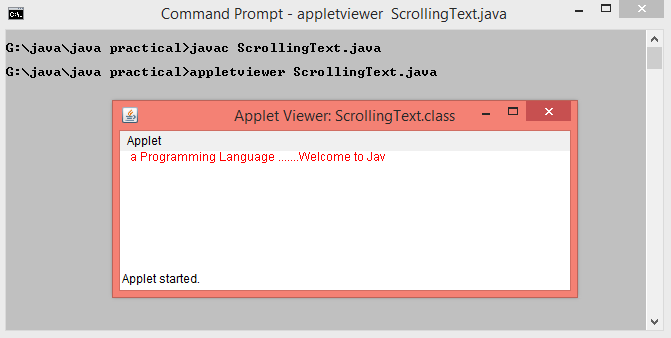 Command Prompt - appletviewer ScrollingText.java
G:\java\java practical>javac ScrollingText.java
G:\java\java practical>appletviewer ScrollingText.java
Applet Viewer: ScrollingText.class
Applet
a Programming Language .......Welcome to Jav
Applet started.